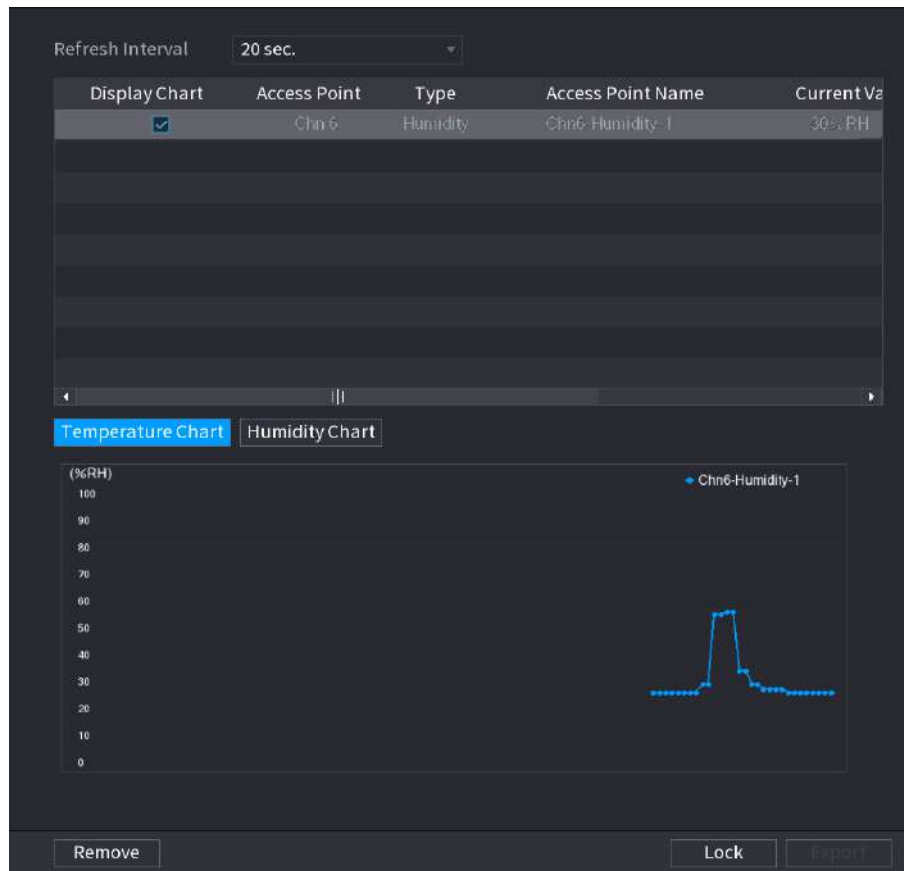 Refresh Interval 20 sec.
Display Chart Access Point Type Access Point Name Current Va
Chn 6 Humidity Chn6-Humidity-1 30% RH
Temperature Chart Humidity Chart
(%RH)
Chn6-Humidity-1
100
90
80
70
60
50
40
30
20
10
0
Remove Lock Export